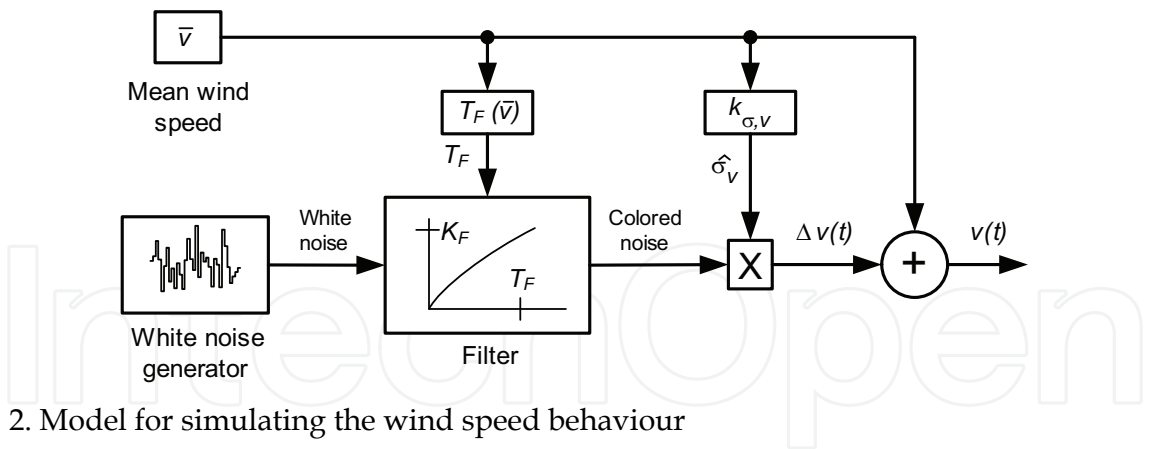 v̅
Mean wind
speed
T_F (v̅)
T_F
k_σ,v
σ̂_v
White noise
generator
White
noise
K_F
T_F
Filter
Colored
noise
X
Δ v(t)
+
v(t)
IntechOpen
2. Model for simulating the wind speed behaviour